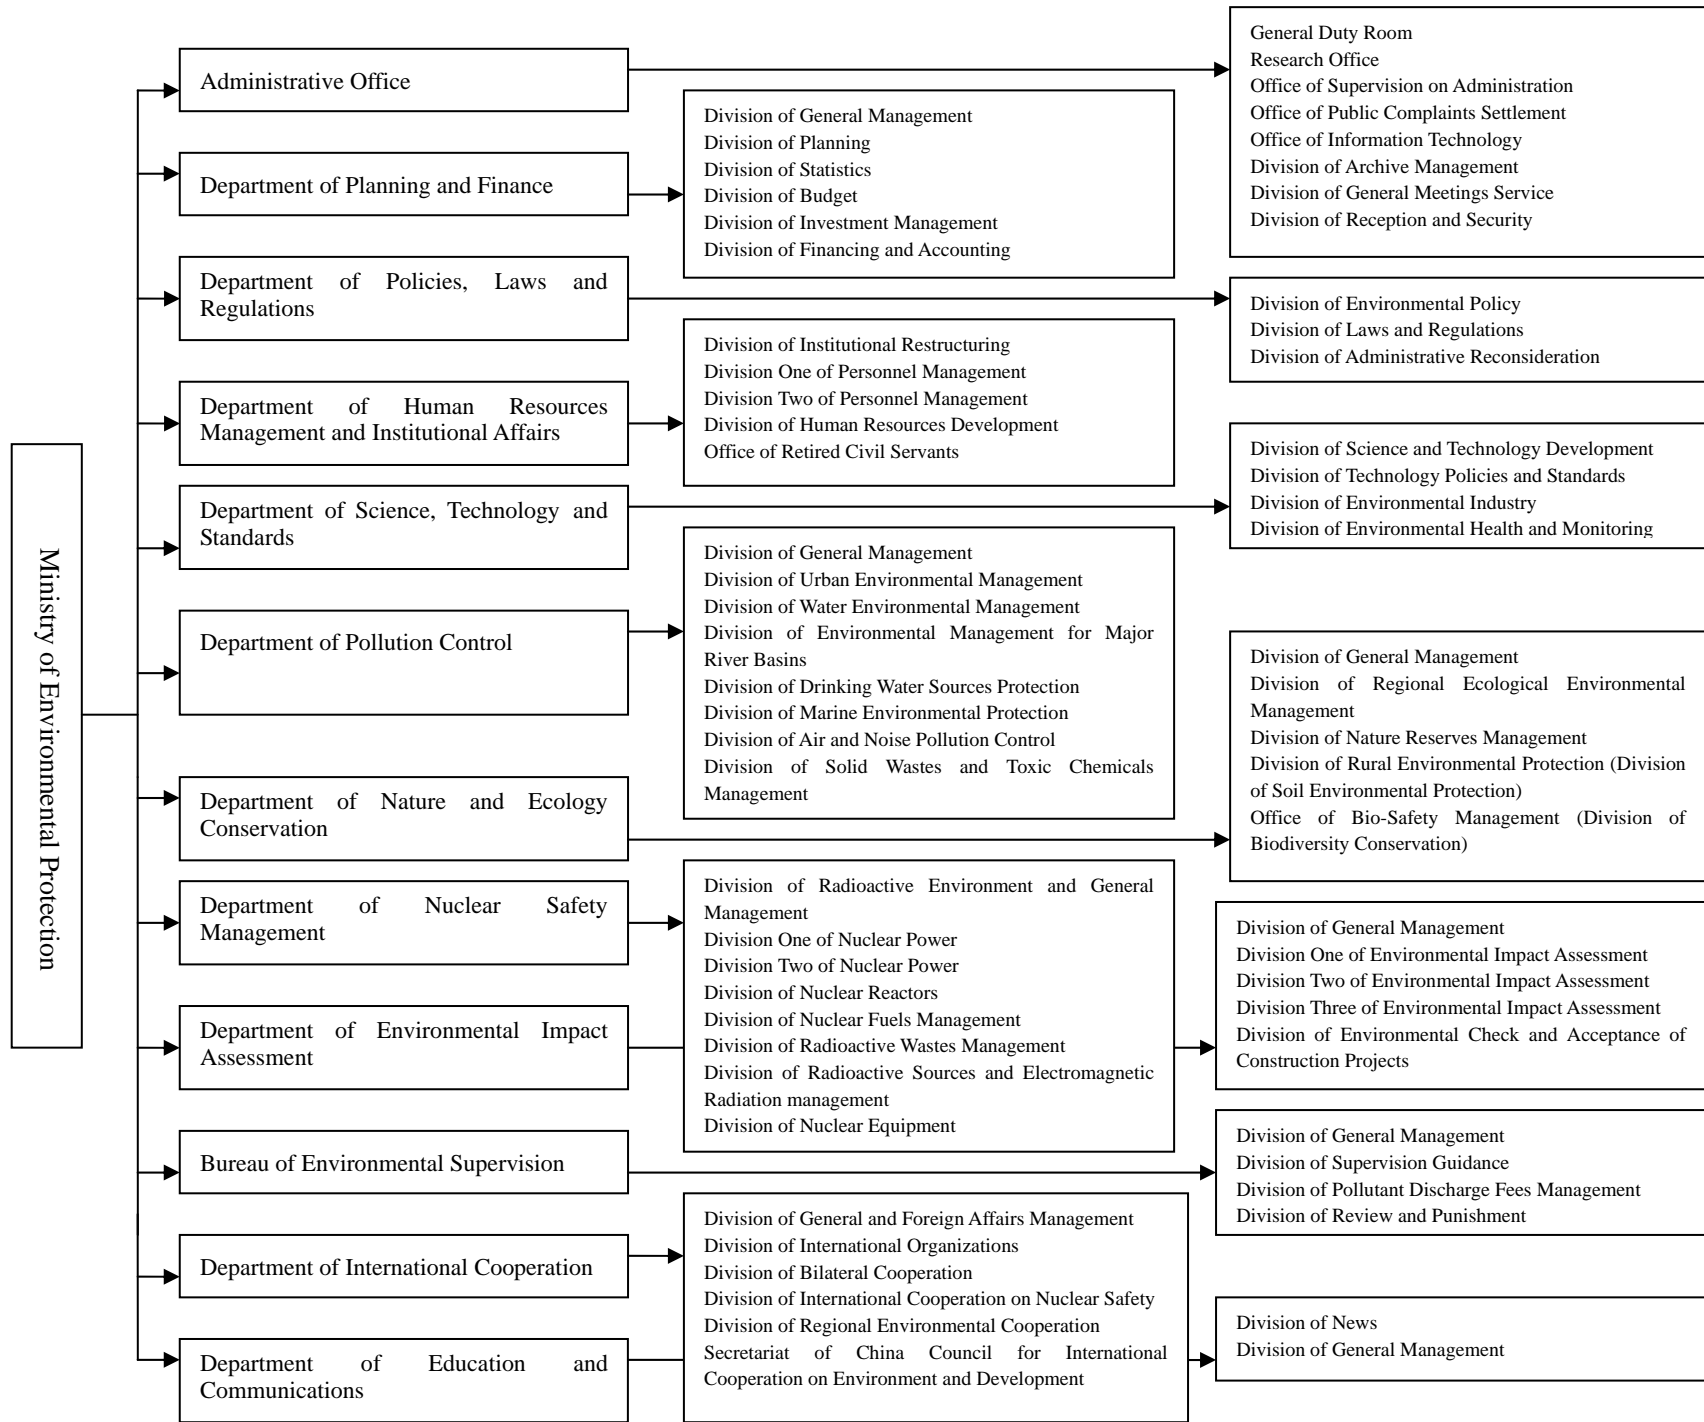 Ministry of Environmental Protection
Administrative Office
General Duty Room
Research Office
Office of Supervision on Administration
Office of Public Complaints Settlement
Office of Information Technology
Division of Archive Management
Division of General Meetings Service
Division of Reception and Security
Department of Planning and Finance
Division of General Management
Division of Planning
Division of Statistics
Division of Budget
Division of Investment Management
Division of Financing and Accounting
Department of Policies, Laws and
Regulations
Division of Environmental Policy
Division of Laws and Regulations
Division of Administrative Reconsideration
Department of Human Resources
Management and Institutional Affairs
Division of Institutional Restructuring
Division One of Personnel Management
Division Two of Personnel Management
Division of Human Resources Development
Office of Retired Civil Servants
Department of Science, Technology and
Standards
Division of Science and Technology Development
Division of Technology Policies and Standards
Division of Environmental Industry
Division of Environmental Health and Monitoring
Department of Pollution Control
Division of General Management
Division of Urban Environmental Management
Division of Water Environmental Management
Division of Environmental Management for Major
River Basins
Division of Drinking Water Sources Protection
Division of Marine Environmental Protection
Division of Air and Noise Pollution Control
Division of Solid Wastes and Toxic Chemicals
Management
Department of Nature and Ecology
Conservation
Division of General Management
Division of Regional Ecological Environmental
Management
Division of Nature Reserves Management
Division of Rural Environmental Protection (Division
of Soil Environmental Protection)
Office of Bio-Safety Management (Division of
Biodiversity Conservation)
Department of Nuclear Safety
Management
Division of Radioactive Environment and General
Management
Division One of Nuclear Power
Division Two of Nuclear Power
Division of Nuclear Reactors
Division of Nuclear Fuels Management
Division of Radioactive Wastes Management
Division of Radioactive Sources and Electromagnetic
Radiation management
Division of Nuclear Equipment
Department of Environmental Impact
Assessment
Division of General Management
Division One of Environmental Impact Assessment
Division Two of Environmental Impact Assessment
Division Three of Environmental Impact Assessment
Division of Environmental Check and Acceptance of
Construction Projects
Bureau of Environmental Supervision
Division of General Management
Division of Supervision Guidance
Division of Pollutant Discharge Fees Management
Division of Review and Punishment
Department of International Cooperation
Division of General and Foreign Affairs Management
Division of International Organizations
Division of Bilateral Cooperation
Division of International Cooperation on Nuclear Safety
Division of Regional Environmental Cooperation
Secretariat of China Council for International
Cooperation on Environment and Development
Department of Education and
Communications
Division of News
Division of General Management